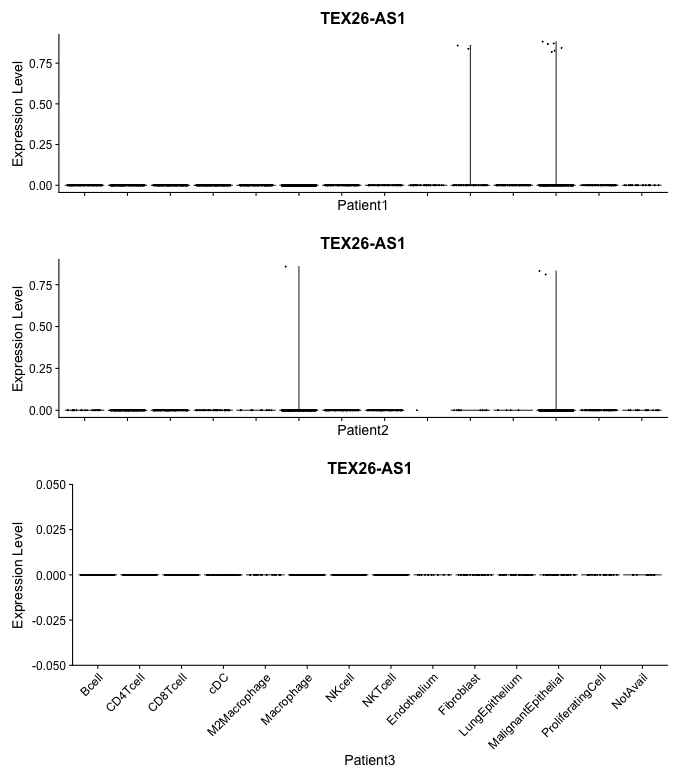 TEX26-AS1
Expression Level
0.75
0.50
0.25
0.00
Patient1
TEX26-AS1
Expression Level
0.75
0.50
0.25
0.00
Patient2
TEX26-AS1
Expression Level
0.050
0.025
0.000
-0.025
-0.050
Bcell
CD4Tcell
CD8Tcell
cDC
M2Macrophage
Macrophage
NKcell
NKTcell
Endothelium
Fibroblast
LungEpithelium
MalignantEpithelial
ProliferatingCell
NotAvail
Patient3